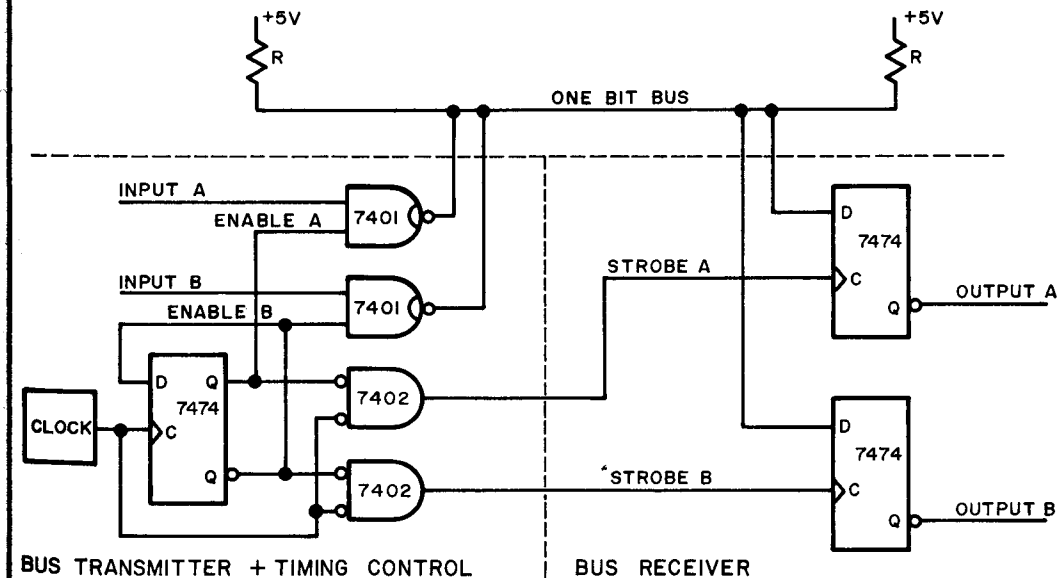 +5V
+5V
R
R
ONE BIT BUS
INPUT A
7401
ENABLE A
D
7474
STROBE A
C
INPUT B
OUTPUT A
7401
Q
ENABLE B
D
Q
7474
7402
CLOCK
C
D
7474
Q
7402
STROBE B
C
OUTPUT B
Q
BUS TRANSMITTER + TIMING CONTROL
BUS RECEIVER